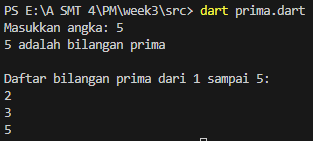 PS E:\A SMT 4\PM\week3\src> dart prima.dart
Masukkan angka: 5
5 adalah bilangan prima

Daftar bilangan prima dari 1 sampai 5:
2
3
5